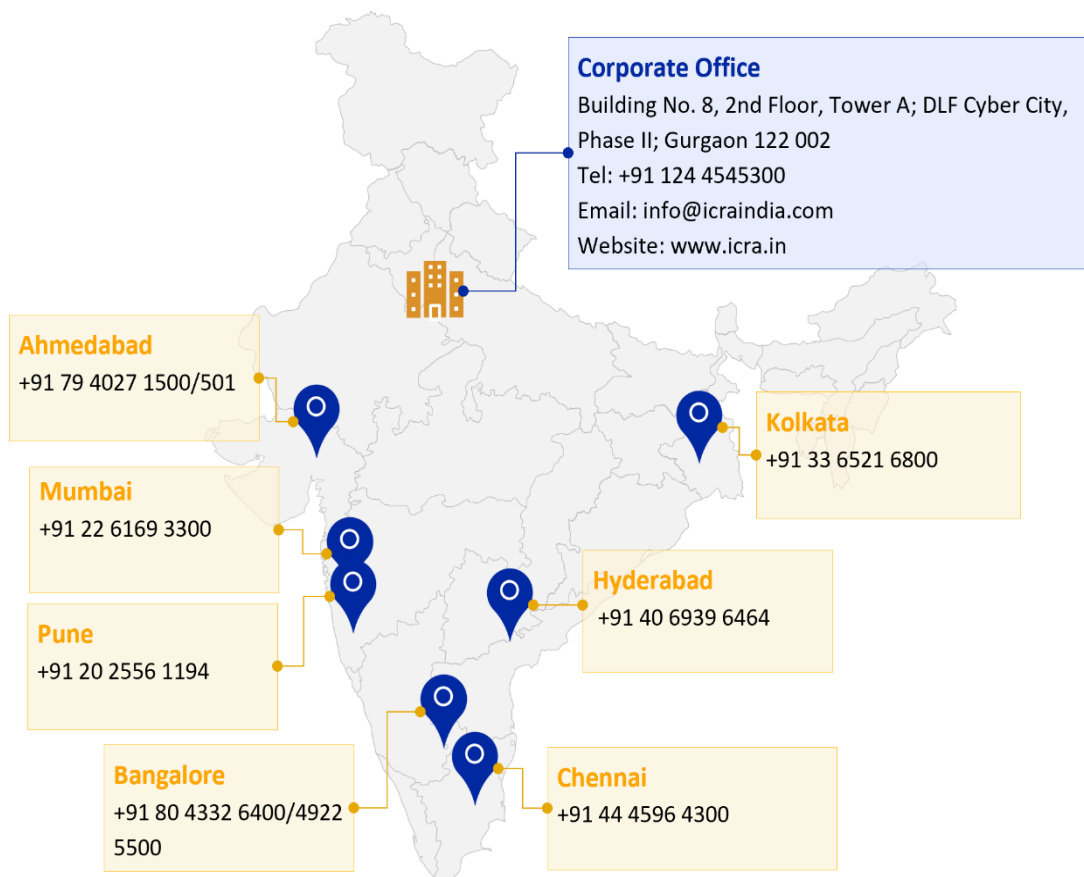 Corporate Office
Building No. 8, 2nd Floor, Tower A; DLF Cyber City,
Phase II; Gurgaon 122 002
Tel: +91 124 4545300
Email: info@icraindia.com
Website: www.icra.in
Ahmedabad
+91 79 4027 1500/501
Kolkata
+91 33 6521 6800
Mumbai
+91 22 6169 3300
Hyderabad
+91 40 6939 6464
Pune
+91 20 2556 1194
Bangalore
+91 80 4332 6400/4922
5500
Chennai
+91 44 4596 4300